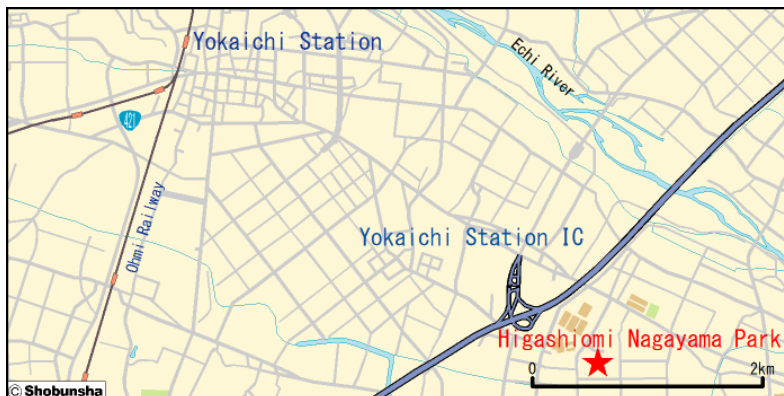 Yokaichi Station
Echi River
421
Ohmi Railway
Yokaichi Station IC
Higashiomi Nagayama Park
0 2km
© Shobunsha